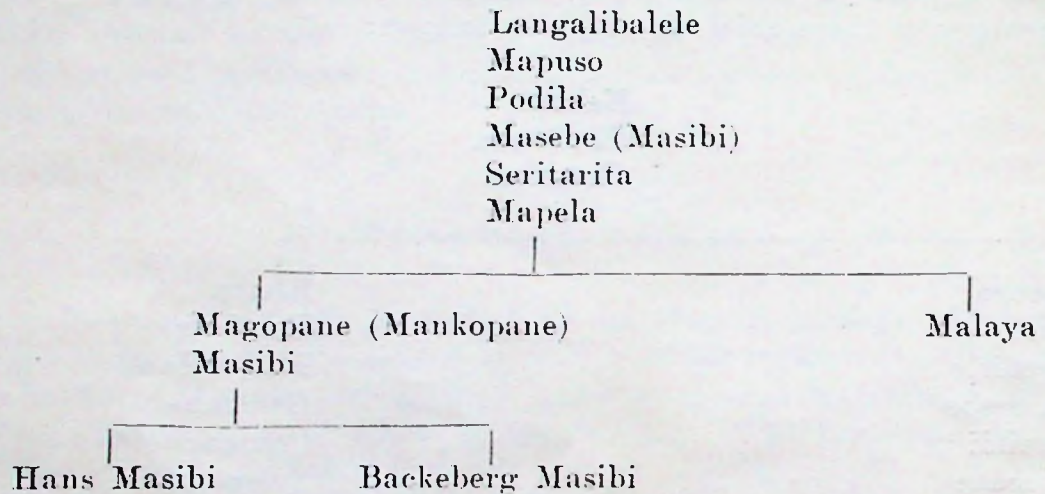 Langalibalele
Mapuso
Podila
Masebe (Masibi)
Seritarita
Mapela
Magopane (Mankopane) Malaya
Masibi
Hans Masibi Backeberg Masibi